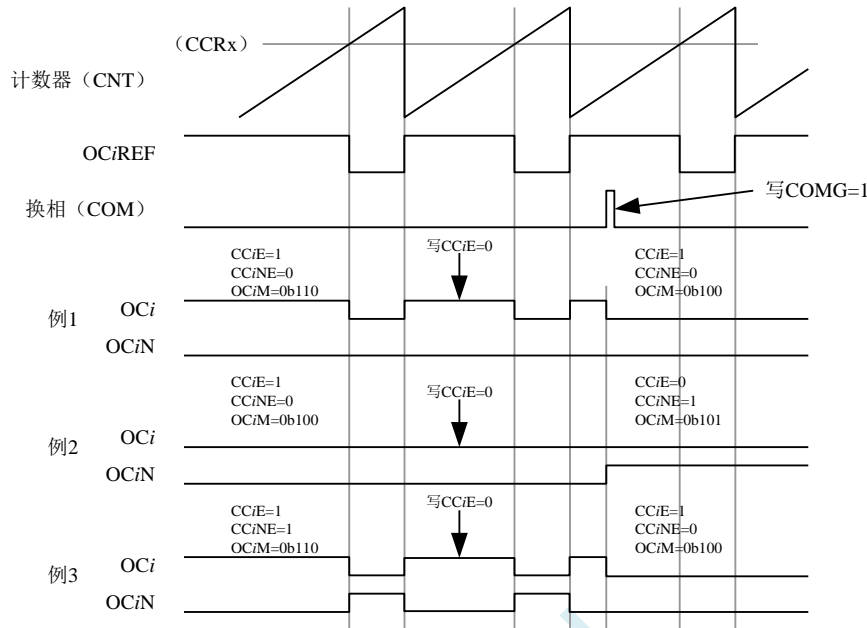 （CCRx）
计数器（CNT）
OCiREF
换相（COM）
写COMG=1
CCiE=1
CCiNE=0
OCiM=0b110
写CCiE=0
CCiE=1
CCiNE=0
OCiM=0b100
例1
OCi
OCiN
CCiE=1
CCiNE=0
OCiM=0b100
写CCiE=0
CCiE=0
CCiNE=1
OCiM=0b101
例2
OCi
OCiN
CCiE=1
CCiNE=1
OCiM=0b110
写CCiE=0
CCiE=1
CCiNE=0
OCiM=0b100
例3
OCi
OCiN